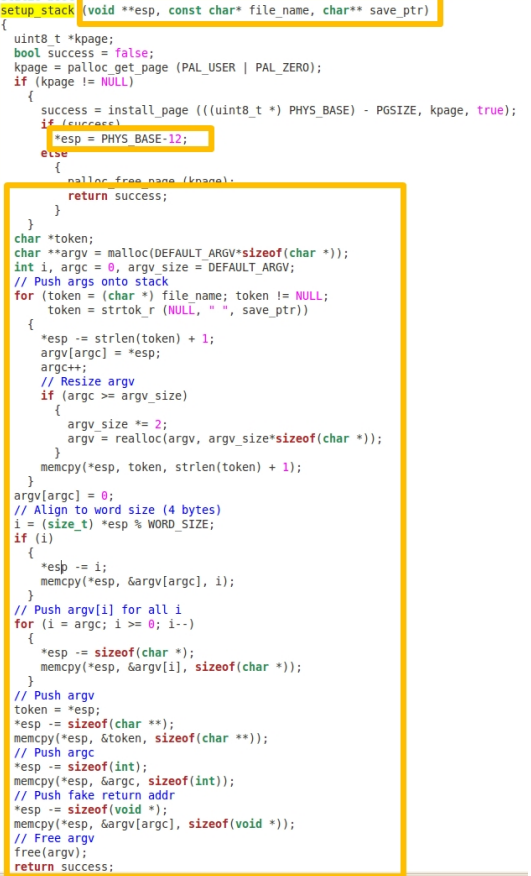 setup_stack (void **esp, const char* file_name, char** save_ptr)
{
  uint8_t *kpage;
  bool success = false;
  kpage = palloc_get_page (PAL_USER | PAL_ZERO);
  if (kpage != NULL)
    {
      success = install_page (((uint8_t *) PHYS_BASE) - PGSIZE, kpage, true);
      if (success)
        *esp = PHYS_BASE-12;
      else
        {
          palloc_free_page (kpage);
          return success;
        }
    }
  char *token;
  char **argv = malloc(DEFAULT_ARGV*sizeof(char *));
  int i, argc = 0, argv_size = DEFAULT_ARGV;
  // Push args onto stack
  for (token = (char *) file_name; token != NULL;
       token = strtok_r (NULL, " ", save_ptr))
    {
      *esp -= strlen(token) + 1;
      argv[argc] = *esp;
      argc++;
      // Resize argv
      if (argc >= argv_size)
        {
          argv_size *= 2;
          argv = realloc(argv, argv_size*sizeof(char *));
        }
      memcpy(*esp, token, strlen(token) + 1);
    }
  argv[argc] = 0;
  // Align to word size (4 bytes)
  i = (size_t) *esp % WORD_SIZE;
  if (i)
    {
      *esp -= i;
      memcpy(*esp, &argv[argc], i);
    }
  // Push argv[i] for all i
  for (i = argc; i >= 0; i--)
    {
      *esp -= sizeof(char *);
      memcpy(*esp, &argv[i], sizeof(char *));
    }
  // Push argv
  token = *esp;
  *esp -= sizeof(char **);
  memcpy(*esp, &token, sizeof(char **));
  // Push argc
  *esp -= sizeof(int);
  memcpy(*esp, &argc, sizeof(int));
  // Push fake return addr
  *esp -= sizeof(void *);
  memcpy(*esp, &argv[argc], sizeof(void *));
  // Free argv
  free(argv);
  return success;